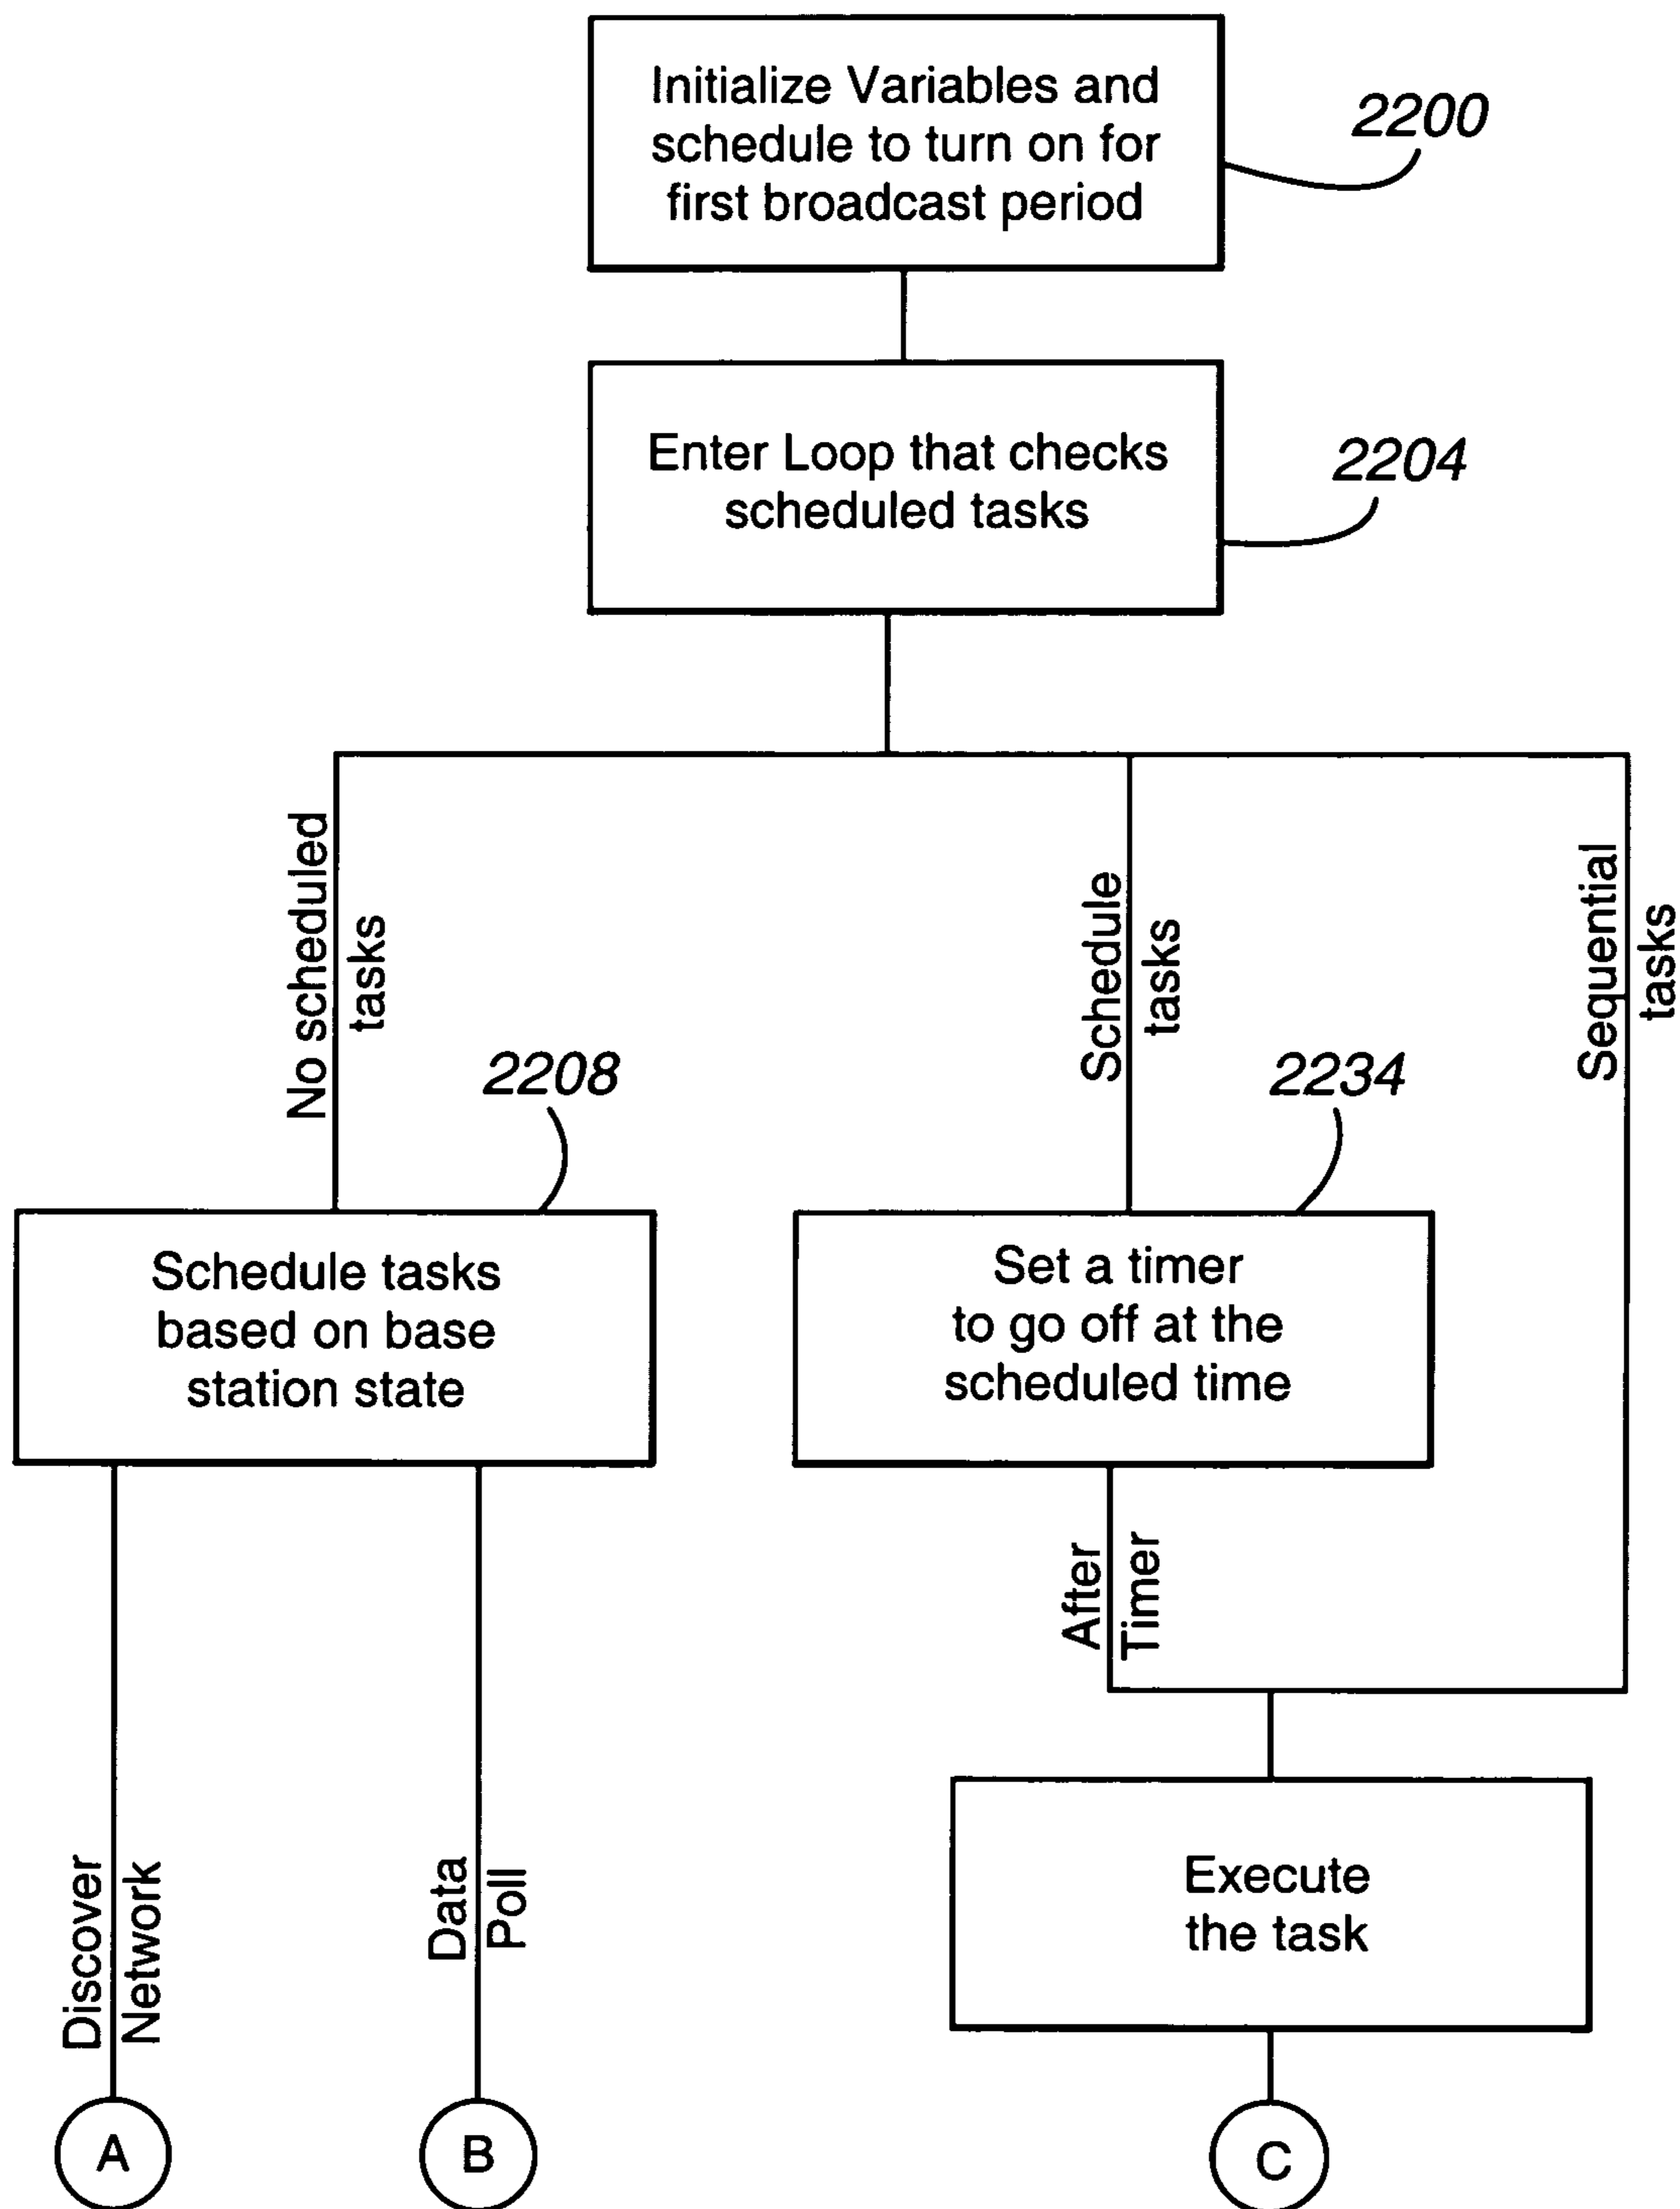 Initialize Variables and
schedule to turn on for
first broadcast period
2200
Enter Loop that checks
scheduled tasks
2204
No scheduled
tasks
Schedule
tasks
Sequential
tasks
2208
2234
Schedule tasks
based on base
station state
Set a timer
to go off at the
scheduled time
After
Timer
Discover
Network
Data
Poll
Execute
the task
A
B
C